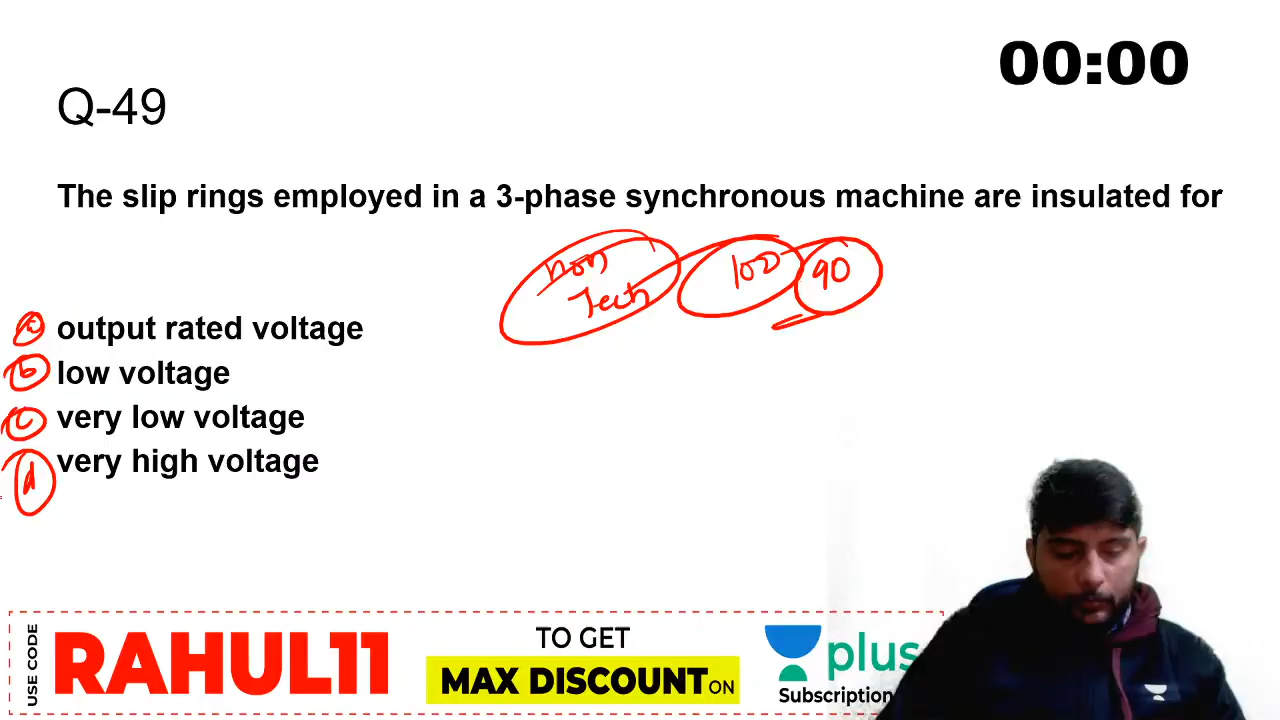 00:00
Q-49
The slip rings employed in a 3-phase synchronous machine are insulated for
non
Tech
100
90
a output rated voltage
b low voltage
c very low voltage
d very high voltage
USE CODE
RAHUL11
TO GET
MAX DISCOUNT ON
plus
Subscription